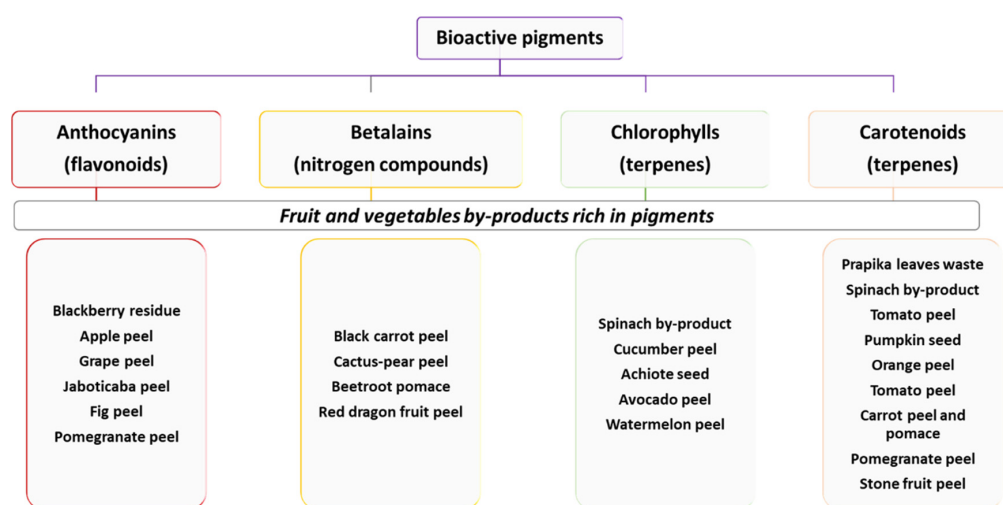 Bioactive pigments
Anthocyanins
(flavonoids)
Betalains
(nitrogen compounds)
Chlorophylls
(terpenes)
Carotenoids
(terpenes)
Fruit and vegetables by-products rich in pigments
Blackberry residue
Apple peel
Grape peel
Jaboticaba peel
Fig peel
Pomegranate peel
Black carrot peel
Cactus-pear peel
Beetroot pomace
Red dragon fruit peel
Spinach by-product
Cucumber peel
Achiote seed
Avocado peel
Watermelon peel
Prapika leaves waste
Spinach by-product
Tomato peel
Pumpkin seed
Orange peel
Tomato peel
Carrot peel and
pomace
Pomegranate peel
Stone fruit peel